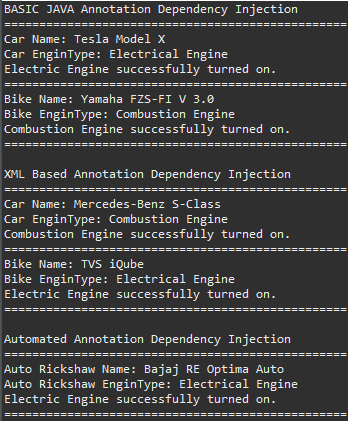 BASIC JAVA Annotation Dependency Injection
=================================================
Car Name: Tesla Model X
Car EnginType: Electrical Engine
Electric Engine successfully turned on.
=================================================
Bike Name: Yamaha FZS-FI V 3.0
Bike EnginType: Combustion Engine
Combustion Engine successfully turned on.
=================================================
XML Based Annotation Dependency Injection
=================================================
Car Name: Mercedes-Benz S-Class
Car EnginType: Combustion Engine
Combustion Engine successfully turned on.
=================================================
Bike Name: TVS iQube
Bike EnginType: Electrical Engine
Electric Engine successfully turned on.
=================================================
Automated Annotation Dependency Injection
=================================================
Auto Rickshaw Name: Bajaj RE Optima Auto
Auto Rickshaw EnginType: Electrical Engine
Electric Engine successfully turned on.
=================================================